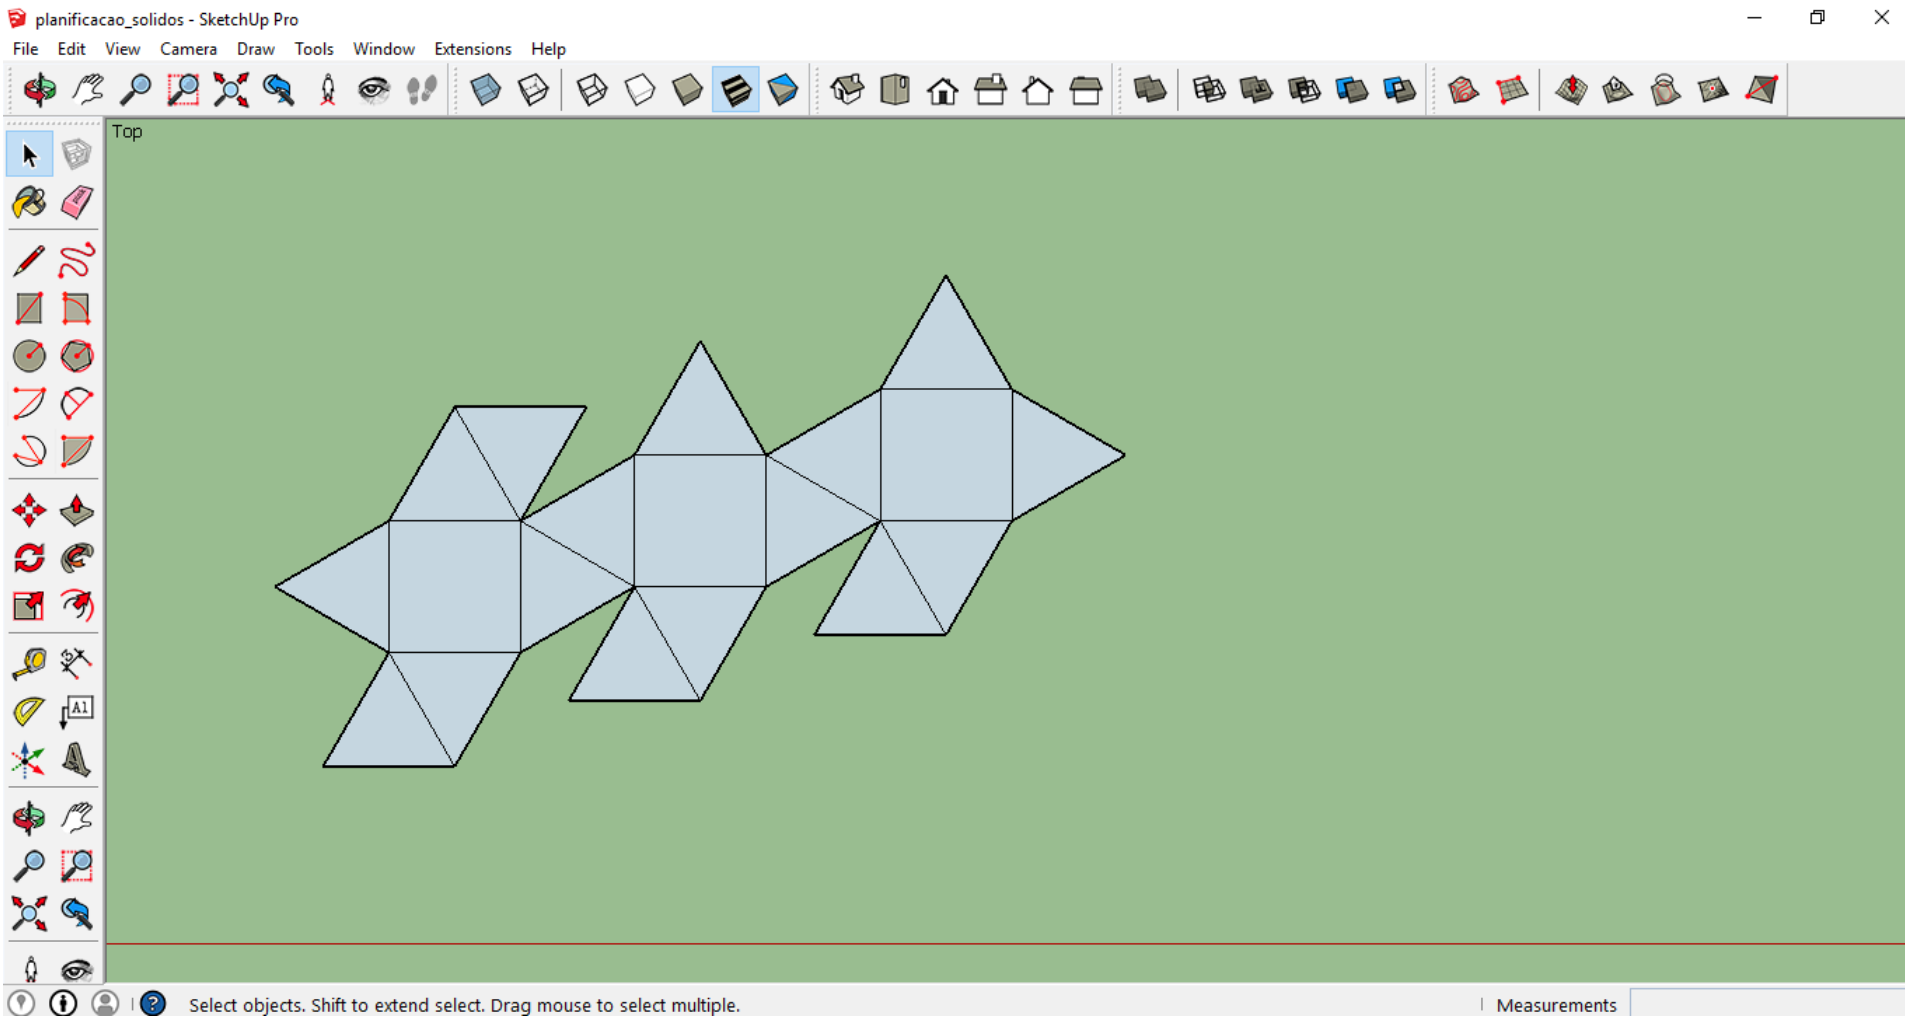 planificacao_solidos - SketchUp Pro
File Edit View Camera Draw Tools Window Extensions Help
Top
A1
Select objects. Shift to extend select. Drag mouse to select multiple.
Measurements